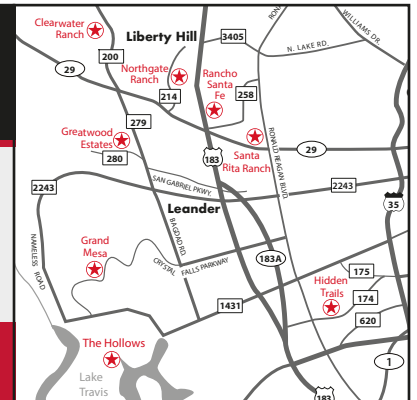 Clearwater
Ranch
RON
WILLIAMS DR.
Liberty Hill
3405
N. LAKE RD.
200
29
Northgate
Ranch
Rancho
Santa
Fe
214
258
279
Greatwood
Estates
280
183
Santa
Rita Ranch
RONALD REAGAN BLVD.
29
2243
SAN GABRIEL PKWY.
2243
35
Leander
NAMELESS ROAD
BAGDAD RD.
Grand
Mesa
CRYSTAL FALLS PARKWAY
183A
175
Hidden
Trails
174
1431
620
The Hollows
1
Lake
Travis
183